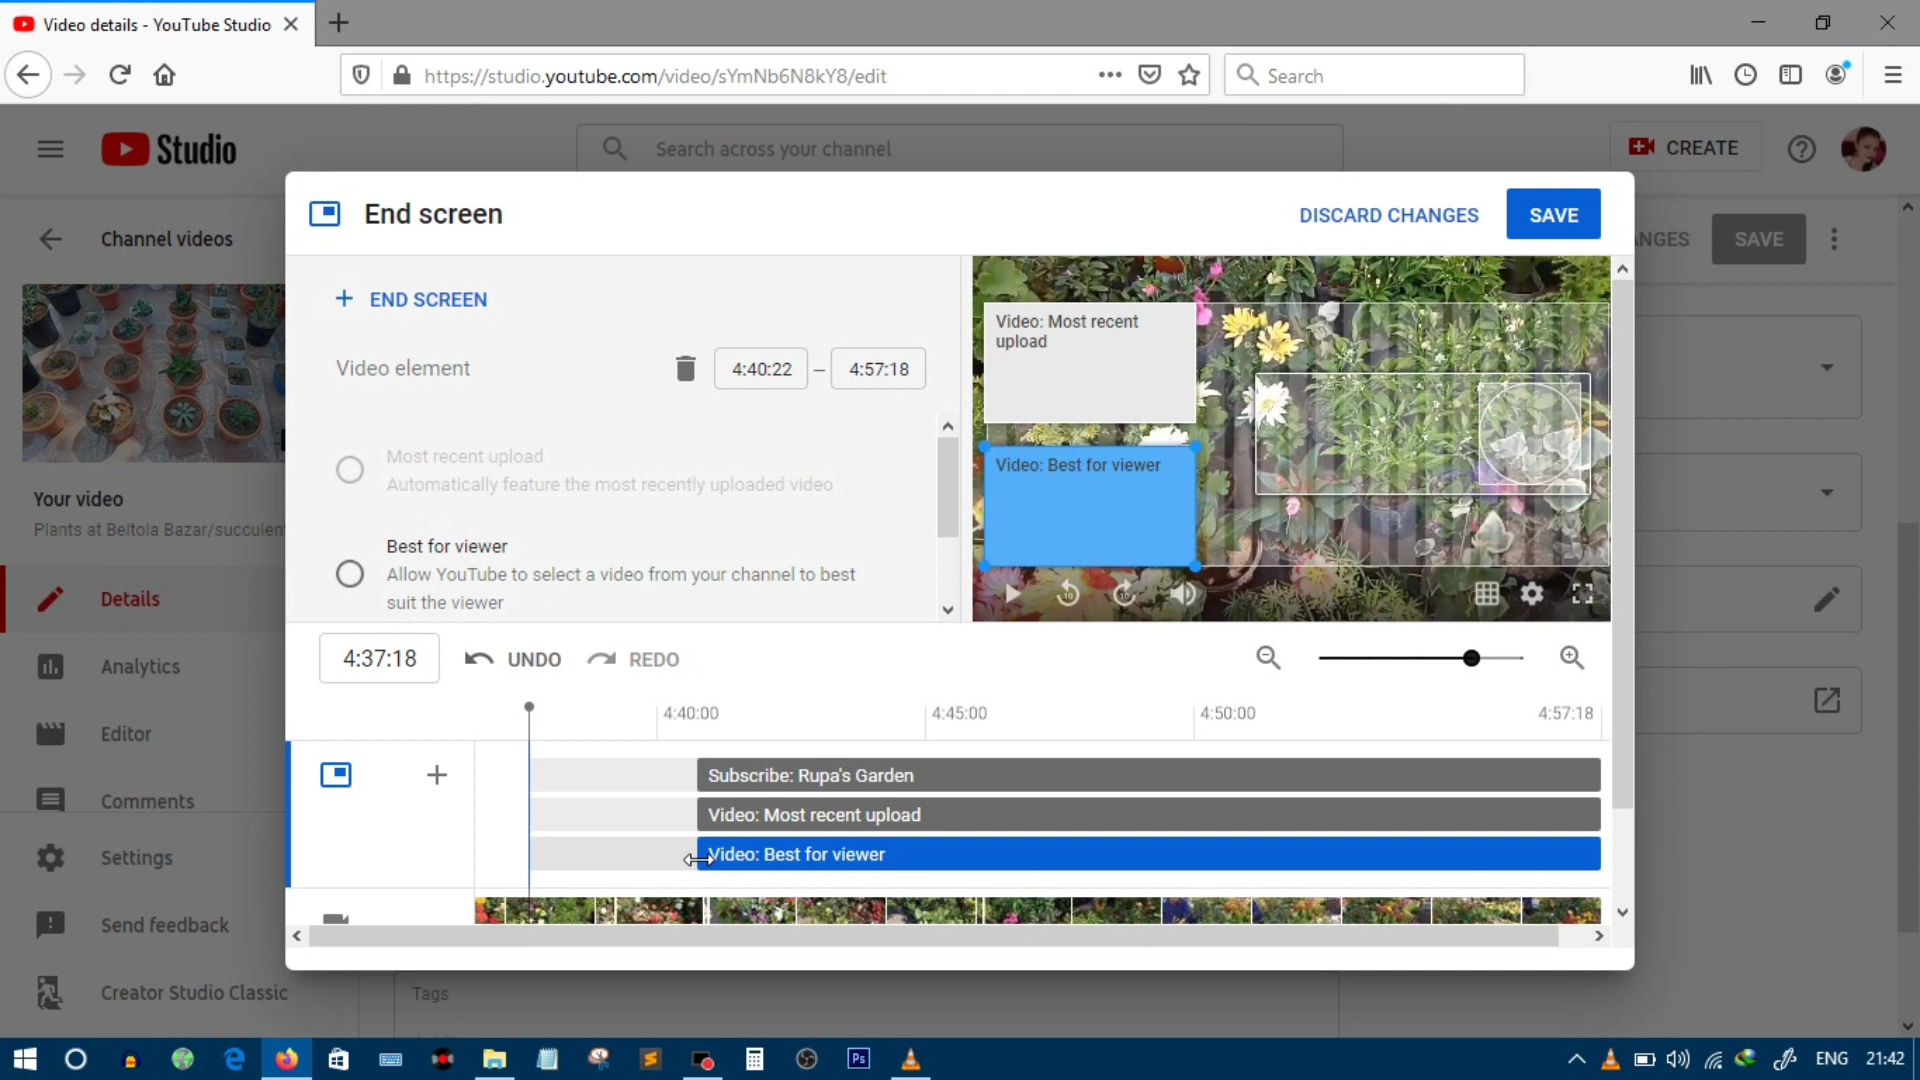 Video details - YouTube Studio
https://studio.youtube.com/video/sYmNb6N8kY8/edit
Search
Studio
Search across your channel
CREATE
Channel videos
SAVE
End screen
DISCARD CHANGES
SAVE
+ END SCREEN
Video element
4:40:22 – 4:57:18
Most recent upload
Automatically feature the most recently uploaded video
Best for viewer
Allow YouTube to select a video from your channel to best
suit the viewer
Video: Most recent
upload
Video: Best for viewer
10
10
Your video
Plants at Beltola Bazar/succulen
Details
Analytics
Editor
Comments
Settings
Send feedback
Creator Studio Classic
4:37:18
UNDO
REDO
4:40:00
4:45:00
4:50:00
4:57:18
Subscribe: Rupa's Garden
Video: Most recent upload
Video: Best for viewer
Tags
Ps
ENG
21:42